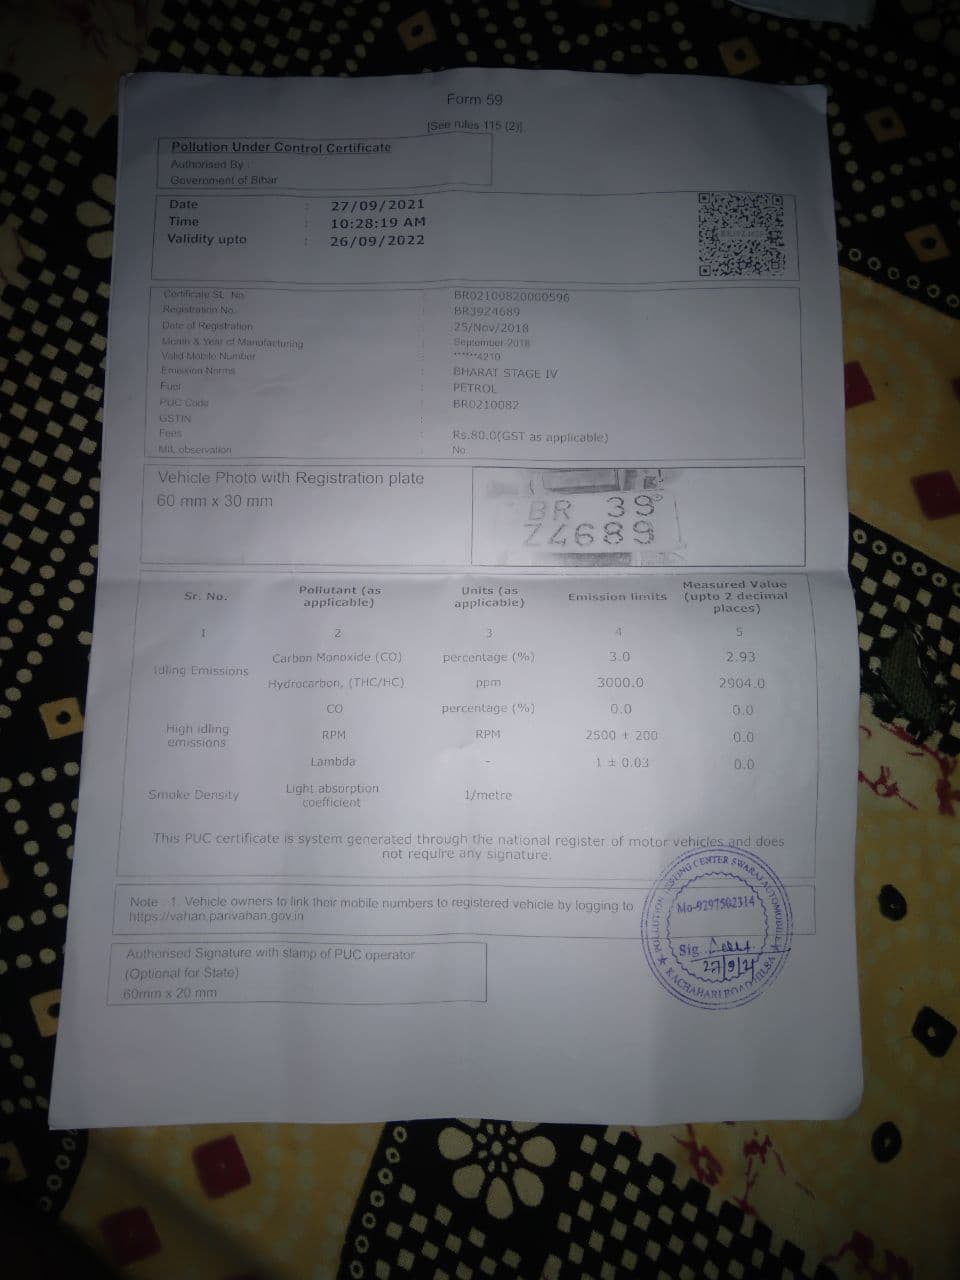 Form 59
[See rules 115 (2)]
Pollution Under Control Certificate
Authorised By :
Government of Bihar
Date : 27/09/2021
Time : 10:28:19 AM
Validity upto : 26/09/2022
Certificate SL. No. : BR02100820000596
Registration No. : BR39Z4689
Date of Registration : 25/Nov/2018
Month & Year of Manufacturing : September-2018
Valid Mobile Number : ******4210
Emission Norms : BHARAT STAGE IV
Fuel : PETROL
PUC Code : BR0210082
GSTIN :
Fees : Rs.80.0(GST as applicable)
MIL observation : No
Vehicle Photo with Registration plate
60 mm x 30 mm
BR 39
Z4689
Sr. No. Pollutant (as applicable) Units (as applicable) Emission limits Measured Value (upto 2 decimal places)
1 2 3 4 5
Idling Emissions Carbon Monoxide (CO) percentage (%) 3.0 2.93
Hydrocarbon, (THC/HC) ppm 3000.0 2904.0
High idling emissions CO percentage (%) 0.0 0.0
RPM RPM 2500 ± 200 0.0
Lambda - 1 ± 0.03 0.0
Smoke Density Light absorption coefficient 1/metre
This PUC certificate is system generated through the national register of motor vehicles and does
not require any signature.
Note : 1. Vehicle owners to link their mobile numbers to registered vehicle by logging to
https://vahan.parivahan.gov.in
Authorised Signature with stamp of PUC operator
(Optional for State)
60mm x 20 mm
POLLUTION TESTING CENTER SWARAJ AUTOMOBILE
Mo-9297502314
Sig
27/9/21
KACHAHARI ROAD HILSA